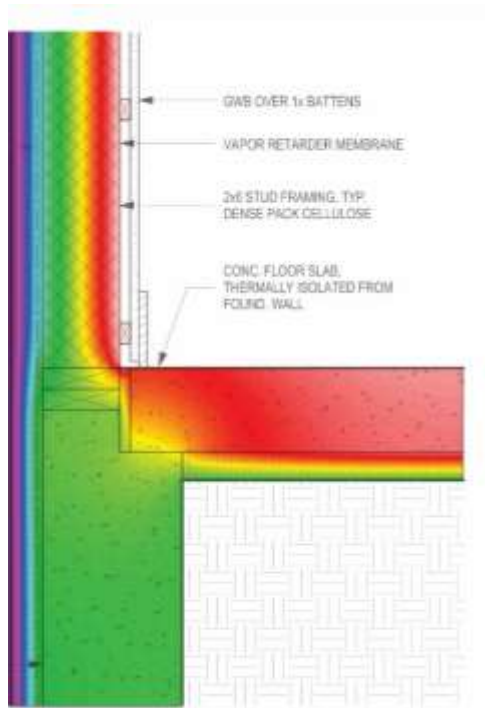 GWB OVER 1x BATTENS
VAPOR RETARDER MEMBRANE
2x6 STUD FRAMING, TYP.
DENSE PACK CELLULOSE
CONC. FLOOR SLAB,
THERMALLY ISOLATED FROM
FOUND. WALL